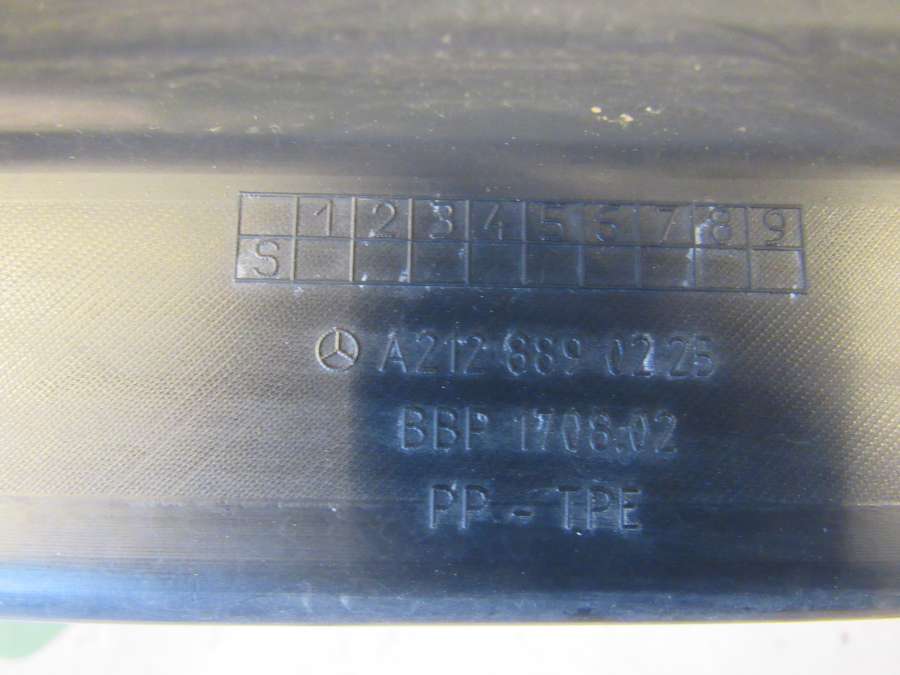 1 2 3 4 5 6 7 8 9
S
A212 889 02 25
BBP 1708.02
PP - TPE